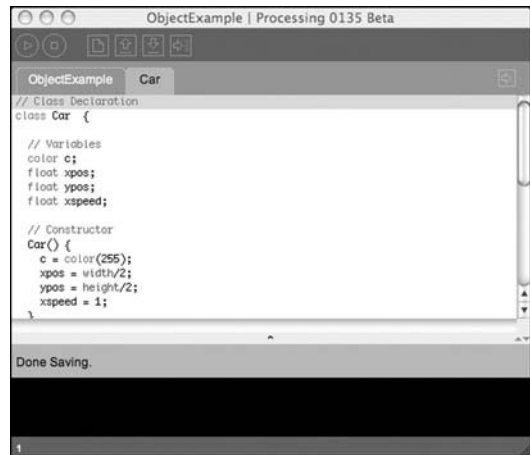 ObjectExample | Processing 0135 Beta
ObjectExample Car
// Class Declaration
class Car {
// Variables
color c;
float xpos;
float ypos;
float xspeed;
// Constructor
Car() {
c = color(255);
xpos = width/2;
ypos = height/2;
xspeed = 1;
}
Done Saving.
1